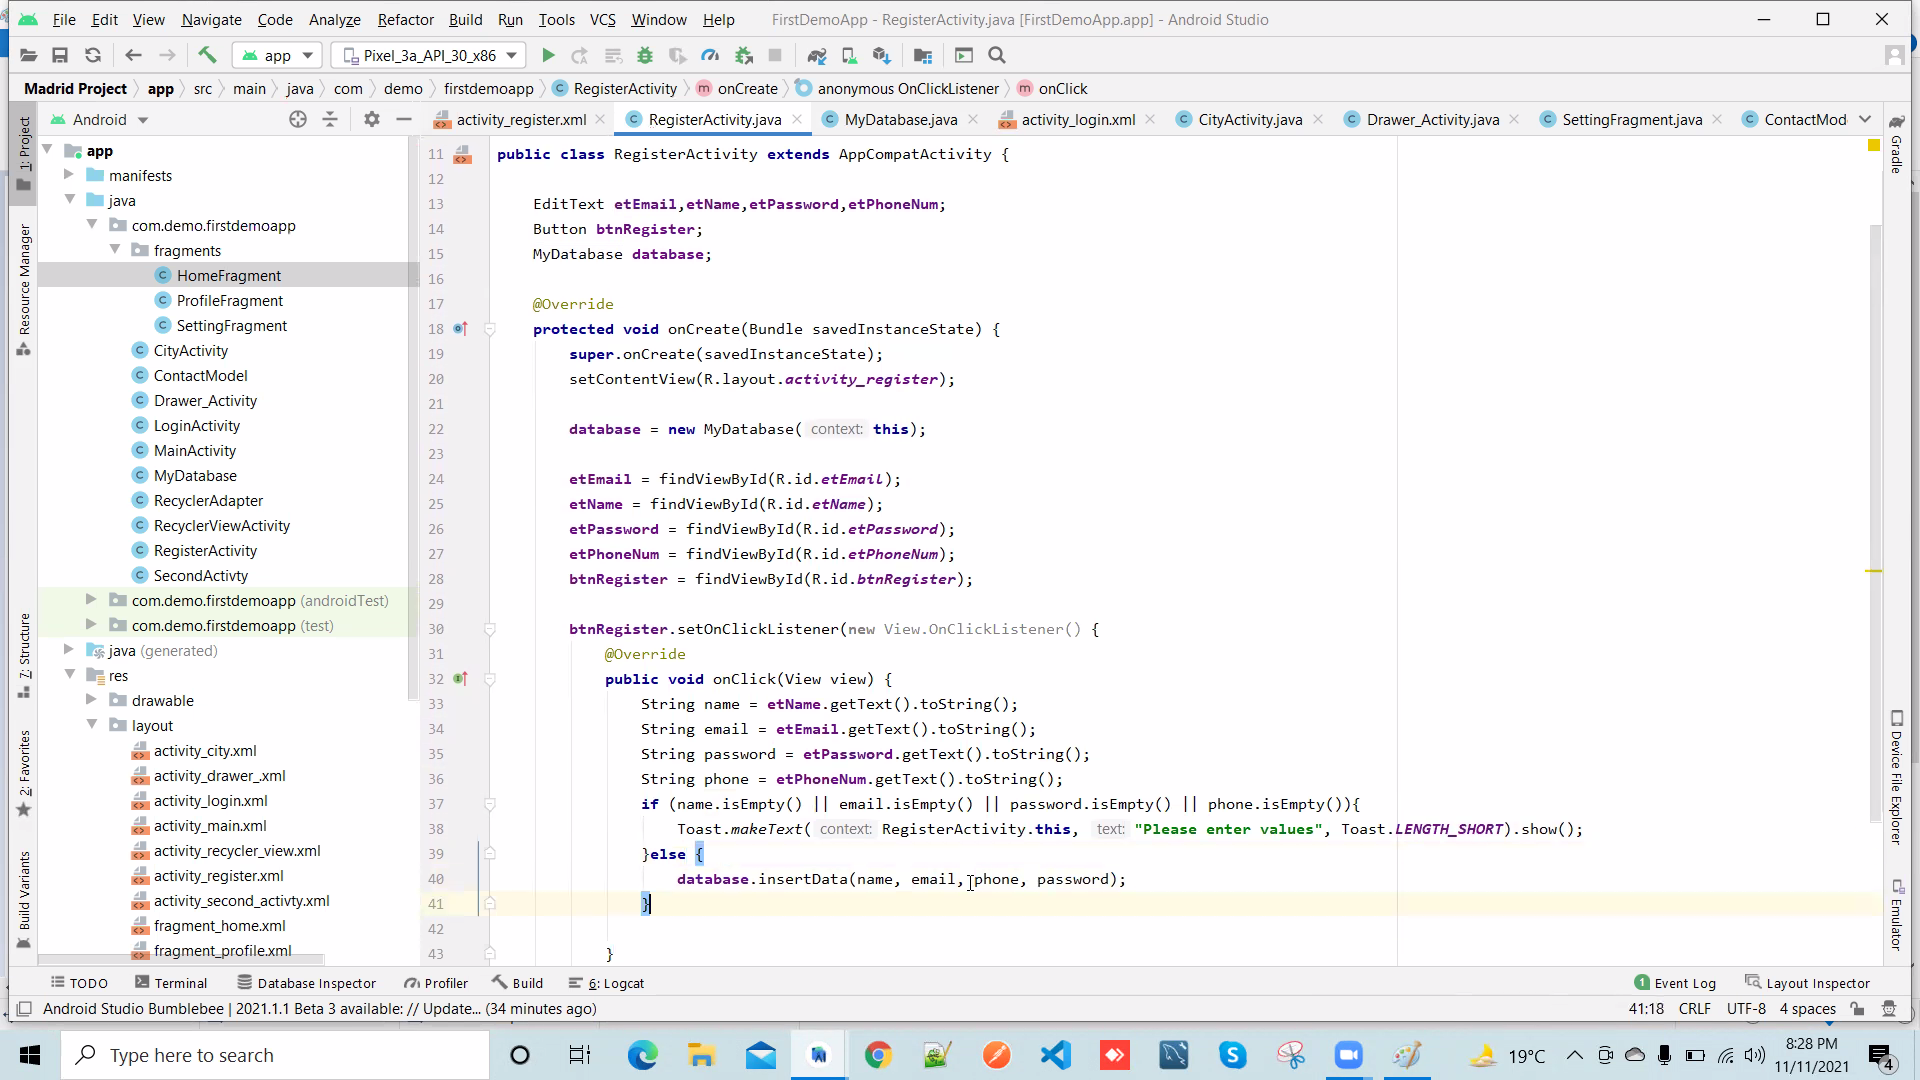 File Edit View Navigate Code Analyze Refactor Build Run Tools VCS Window Help FirstDemoApp - RegisterActivity.java [FirstDemoApp.app] - Android Studio
app Pixel_3a_API_30_x86
Madrid Project app src main java com demo firstdemoapp RegisterActivity onCreate anonymous OnClickListener onClick
Android
activity_register.xml RegisterActivity.java MyDatabase.java activity_login.xml CityActivity.java Drawer_Activity.java SettingFragment.java ContactMod
1: Project
Resource Manager
7: Structure
2: Favorites
Build Variants
app
manifests
java
com.demo.firstdemoapp
fragments
HomeFragment
ProfileFragment
SettingFragment
CityActivity
ContactModel
Drawer_Activity
LoginActivity
MainActivity
MyDatabase
RecyclerAdapter
RecyclerViewActivity
RegisterActivity
SecondActivty
com.demo.firstdemoapp (androidTest)
com.demo.firstdemoapp (test)
java (generated)
res
drawable
layout
activity_city.xml
activity_drawer_.xml
activity_login.xml
activity_main.xml
activity_recycler_view.xml
activity_register.xml
activity_second_activty.xml
fragment_home.xml
fragment_profile.xml
11 public class RegisterActivity extends AppCompatActivity {
12
13 EditText etEmail,etName,etPassword,etPhoneNum;
14 Button btnRegister;
15 MyDatabase database;
16
17 @Override
18 protected void onCreate(Bundle savedInstanceState) {
19 super.onCreate(savedInstanceState);
20 setContentView(R.layout.activity_register);
21
22 database = new MyDatabase( context: this);
23
24 etEmail = findViewById(R.id.etEmail);
25 etName = findViewById(R.id.etName);
26 etPassword = findViewById(R.id.etPassword);
27 etPhoneNum = findViewById(R.id.etPhoneNum);
28 btnRegister = findViewById(R.id.btnRegister);
29
30 btnRegister.setOnClickListener(new View.OnClickListener() {
31 @Override
32 public void onClick(View view) {
33 String name = etName.getText().toString();
34 String email = etEmail.getText().toString();
35 String password = etPassword.getText().toString();
36 String phone = etPhoneNum.getText().toString();
37 if (name.isEmpty() || email.isEmpty() || password.isEmpty() || phone.isEmpty()){
38 Toast.makeText( context: RegisterActivity.this, text: "Please enter values", Toast.LENGTH_SHORT).show();
39 }else {
40 database.insertData(name, email, phone, password);
41 }
42
43 }
Gradle
Device File Explorer
Emulator
TODO Terminal Database Inspector Profiler Build 6: Logcat 1 Event Log Layout Inspector
Android Studio Bumblebee | 2021.1.1 Beta 3 available: // Update... (34 minutes ago) 41:18 CRLF UTF-8 4 spaces
Type here to search 19°C 8:28 PM
11/11/2021 4